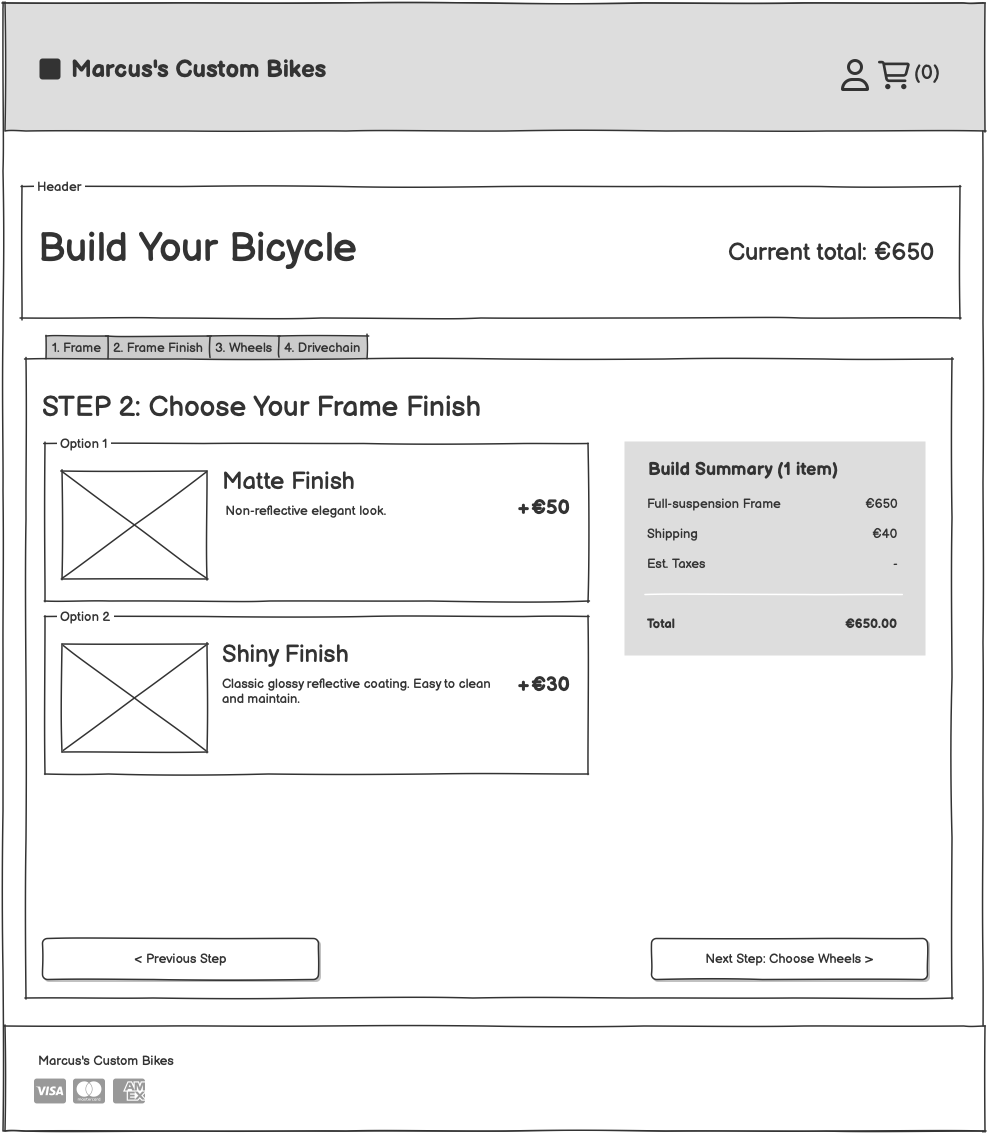 Marcus's Custom Bikes
(0)
Header
Build Your Bicycle
Current total: €650
1. Frame
2. Frame Finish
3. Wheels
4. Drivechain
STEP 2: Choose Your Frame Finish
Option 1
Matte Finish
Non-reflective elegant look.
+€50
Option 2
Shiny Finish
Classic glossy reflective coating. Easy to clean
and maintain.
+€30
Build Summary (1 item)
Full-suspension Frame €650
Shipping €40
Est. Taxes -
Total €650.00
< Previous Step
Next Step: Choose Wheels >
Marcus's Custom Bikes
VISA
mastercard
AM
EX